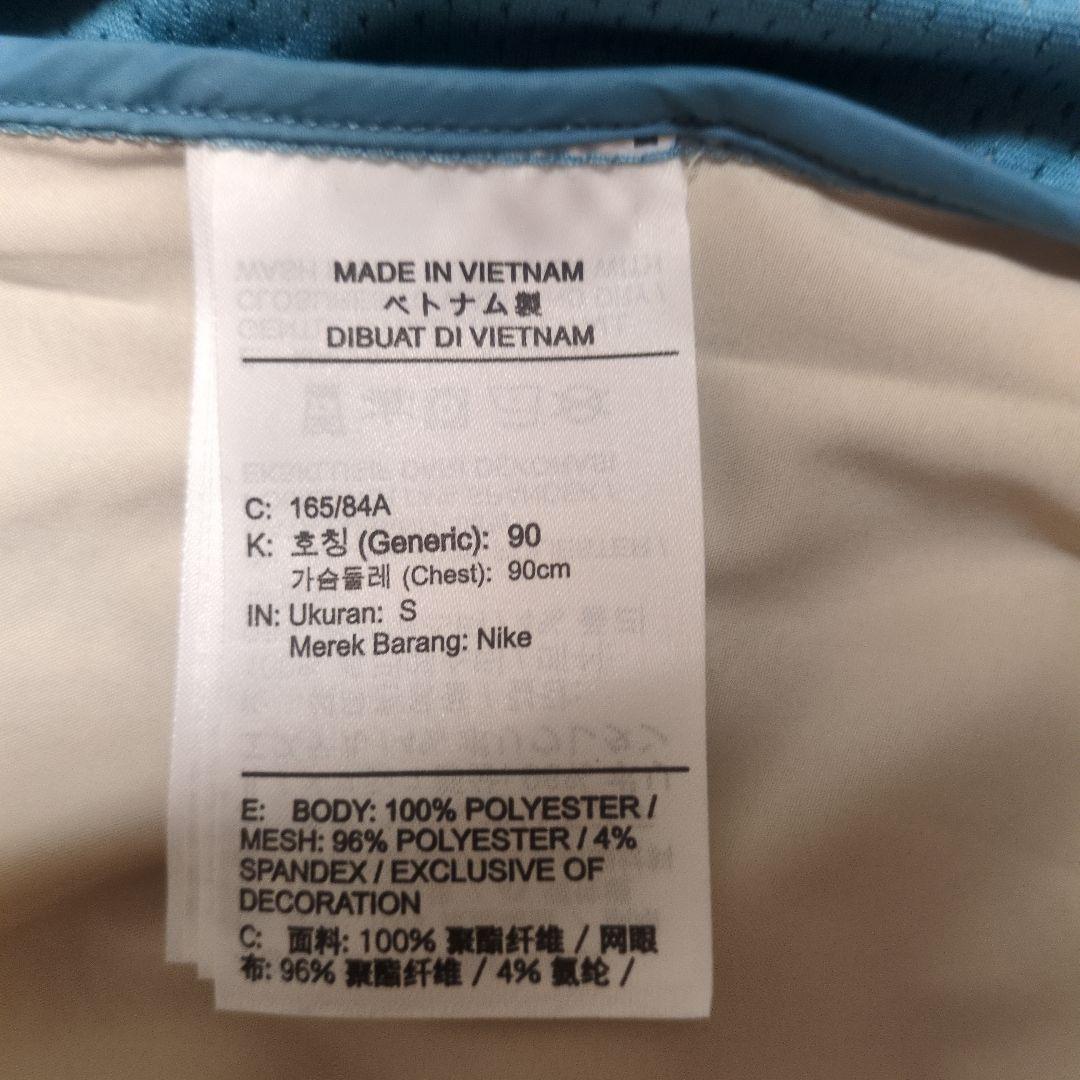 MADE IN VIETNAM
ベトナム製
DIBUAT DI VIETNAM
C: 165/84A
K: 호칭 (Generic): 90
가슴둘레 (Chest): 90cm
IN: Ukuran: S
Merek Barang: Nike
E: BODY: 100% POLYESTER /
MESH: 96% POLYESTER / 4%
SPANDEX / EXCLUSIVE OF
DECORATION
C: 面料: 100% 聚酯纤维 / 网眼
布: 96% 聚酯纤维 / 4% 氨纶 /